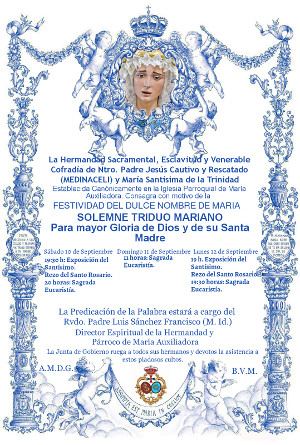 La Hermandad Sacramental, Esclavitud y Venerable
Cofradía de Ntro. Padre Jesús Cautivo y Rescatado
(MEDINACELI) y María Santísima de la Trinidad
Establecida Canónicamente en la Iglesia Parroquial de María
Auxiliadora. Consagra con motivo de la
FESTIVIDAD DEL DULCE NOMBRE DE MARIA
SOLEMNE TRIDUO MARIANO
Para mayor Gloria de Dios y de su Santa
Madre
Sábado 10 de Septiembre
19:30 h: Exposición del
Santísimo.
Rezo del Santo Rosario.
20 horas: Sagrada
Eucaristía.
Domingo 11 de Septiembre
11 horas: Sagrada
Eucaristía.
Lunes 12 de Septiembre
19 h. Exposición del
Santísimo.
Rezo del Santo Rosario
19:30 horas: Sagrada
Eucaristía.
La Predicación de la Palabra estará a cargo del
Rvdo. Padre Luis Sánchez Francisco (M. Id.)
Director Espiritual de la Hermandad y
Párroco de María Auxiliadora
La Junta de Gobierno ruega a todos sus hermanos y devotos la asistencia a
estos piadosos cultos.
A.M.D.G.
B.V.M.